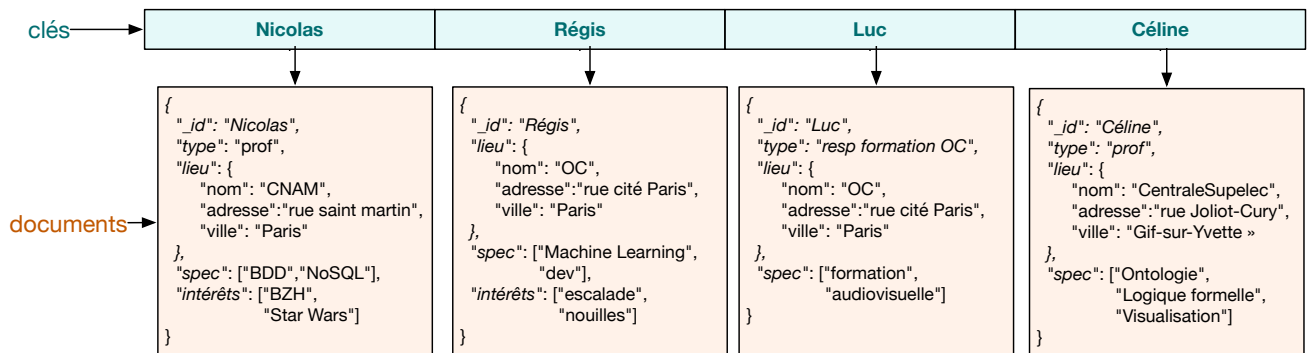 clés
Nicolas
Régis
Luc
Céline
documents
{
"_id": "Nicolas",
"type": "prof",
"lieu": {
"nom": "CNAM",
"adresse":"rue saint martin",
"ville": "Paris"
},
"spec": ["BDD","NoSQL"],
"intérêts": ["BZH",
"Star Wars"]
}
{
"_id": "Régis",
"lieu": {
"nom": "OC",
"adresse":"rue cité Paris",
"ville": "Paris"
},
"spec": ["Machine Learning",
"dev"],
"intérêts": ["escalade",
"nouilles"]
}
{
"_id": "Luc",
"type": "resp formation OC",
"lieu": {
"nom": "OC",
"adresse":"rue cité Paris",
"ville": "Paris"
},
"spec": ["formation",
"audiovisuelle"]
}
{
"_id": "Céline",
"type": "prof",
"lieu": {
"nom": "CentraleSupelec",
"adresse":"rue Joliot-Cury",
"ville": "Gif-sur-Yvette »
},
"spec": ["Ontologie",
"Logique formelle",
"Visualisation"]
}